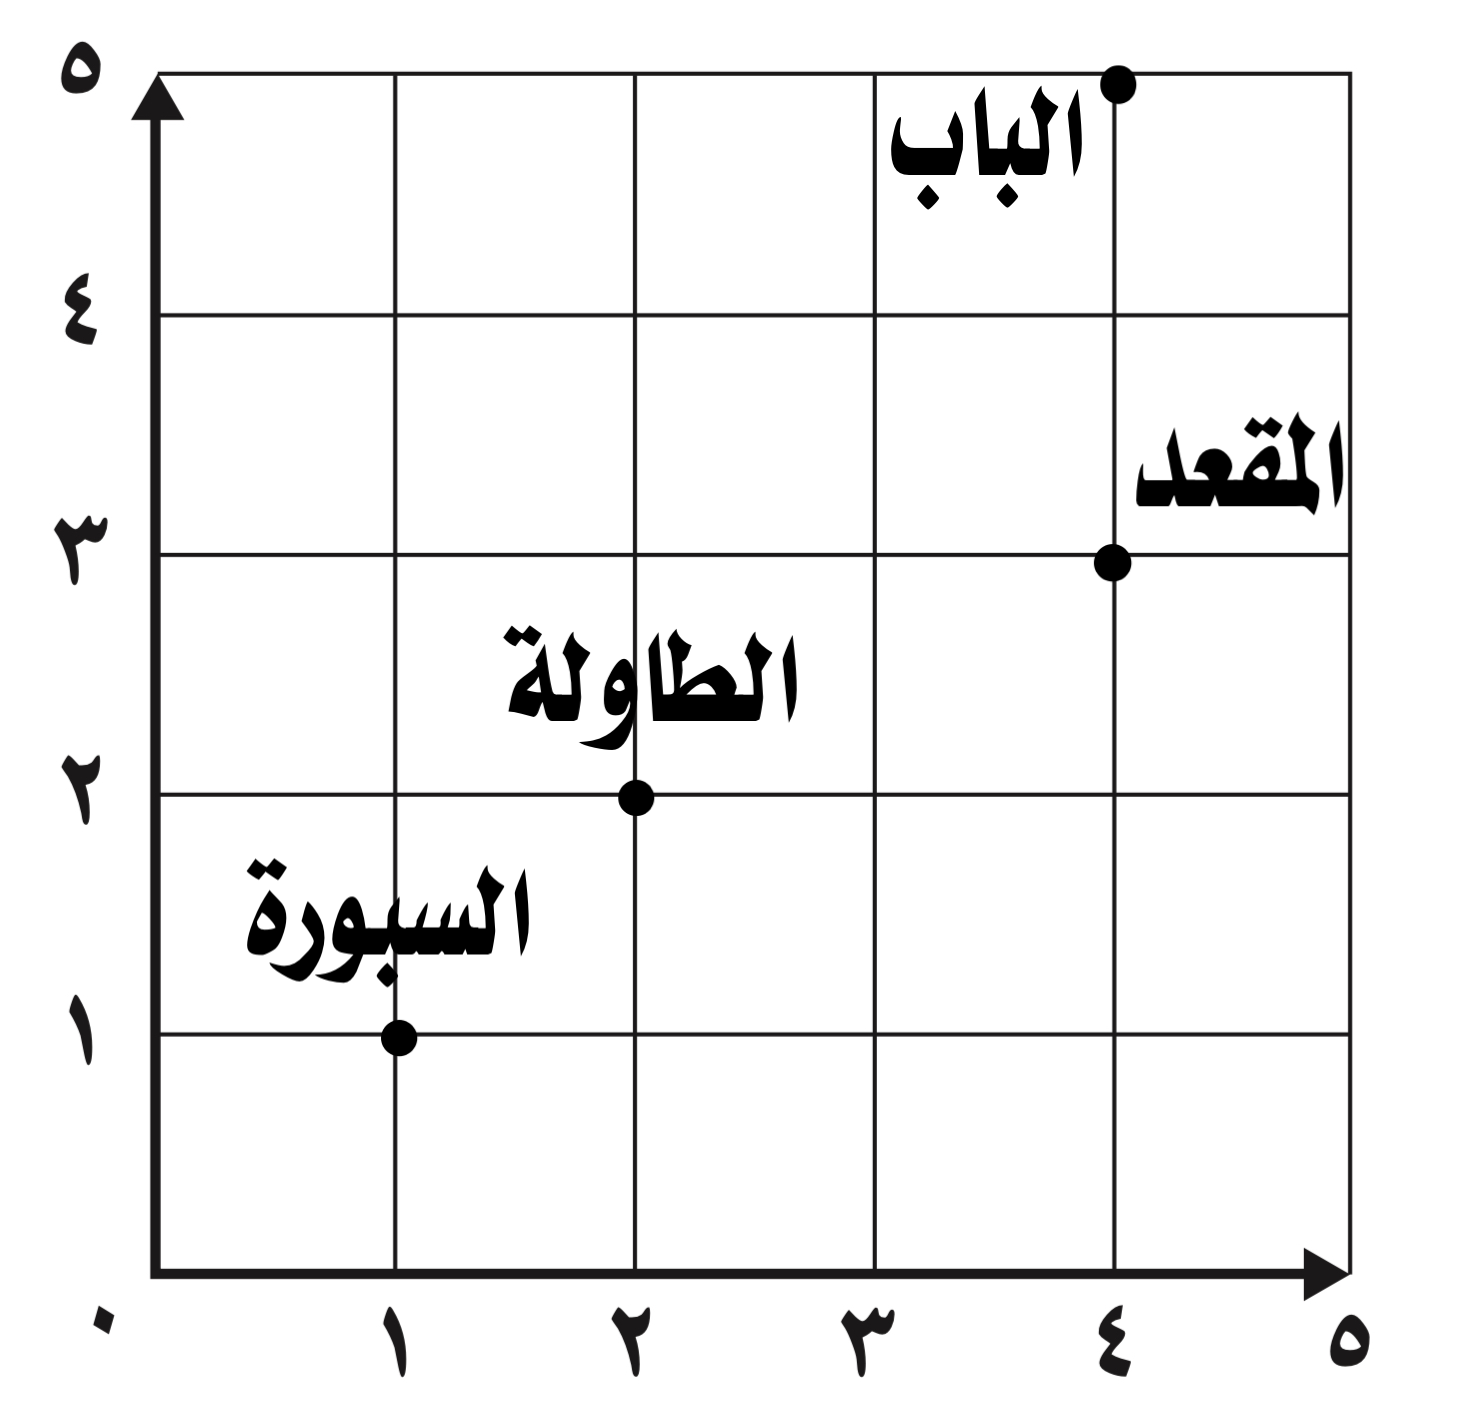 ٥
الباب
٤
المقعد
٣
الطاولة
٢
السبورة
١
٠ ١ ٢ ٣ ٤ ٥